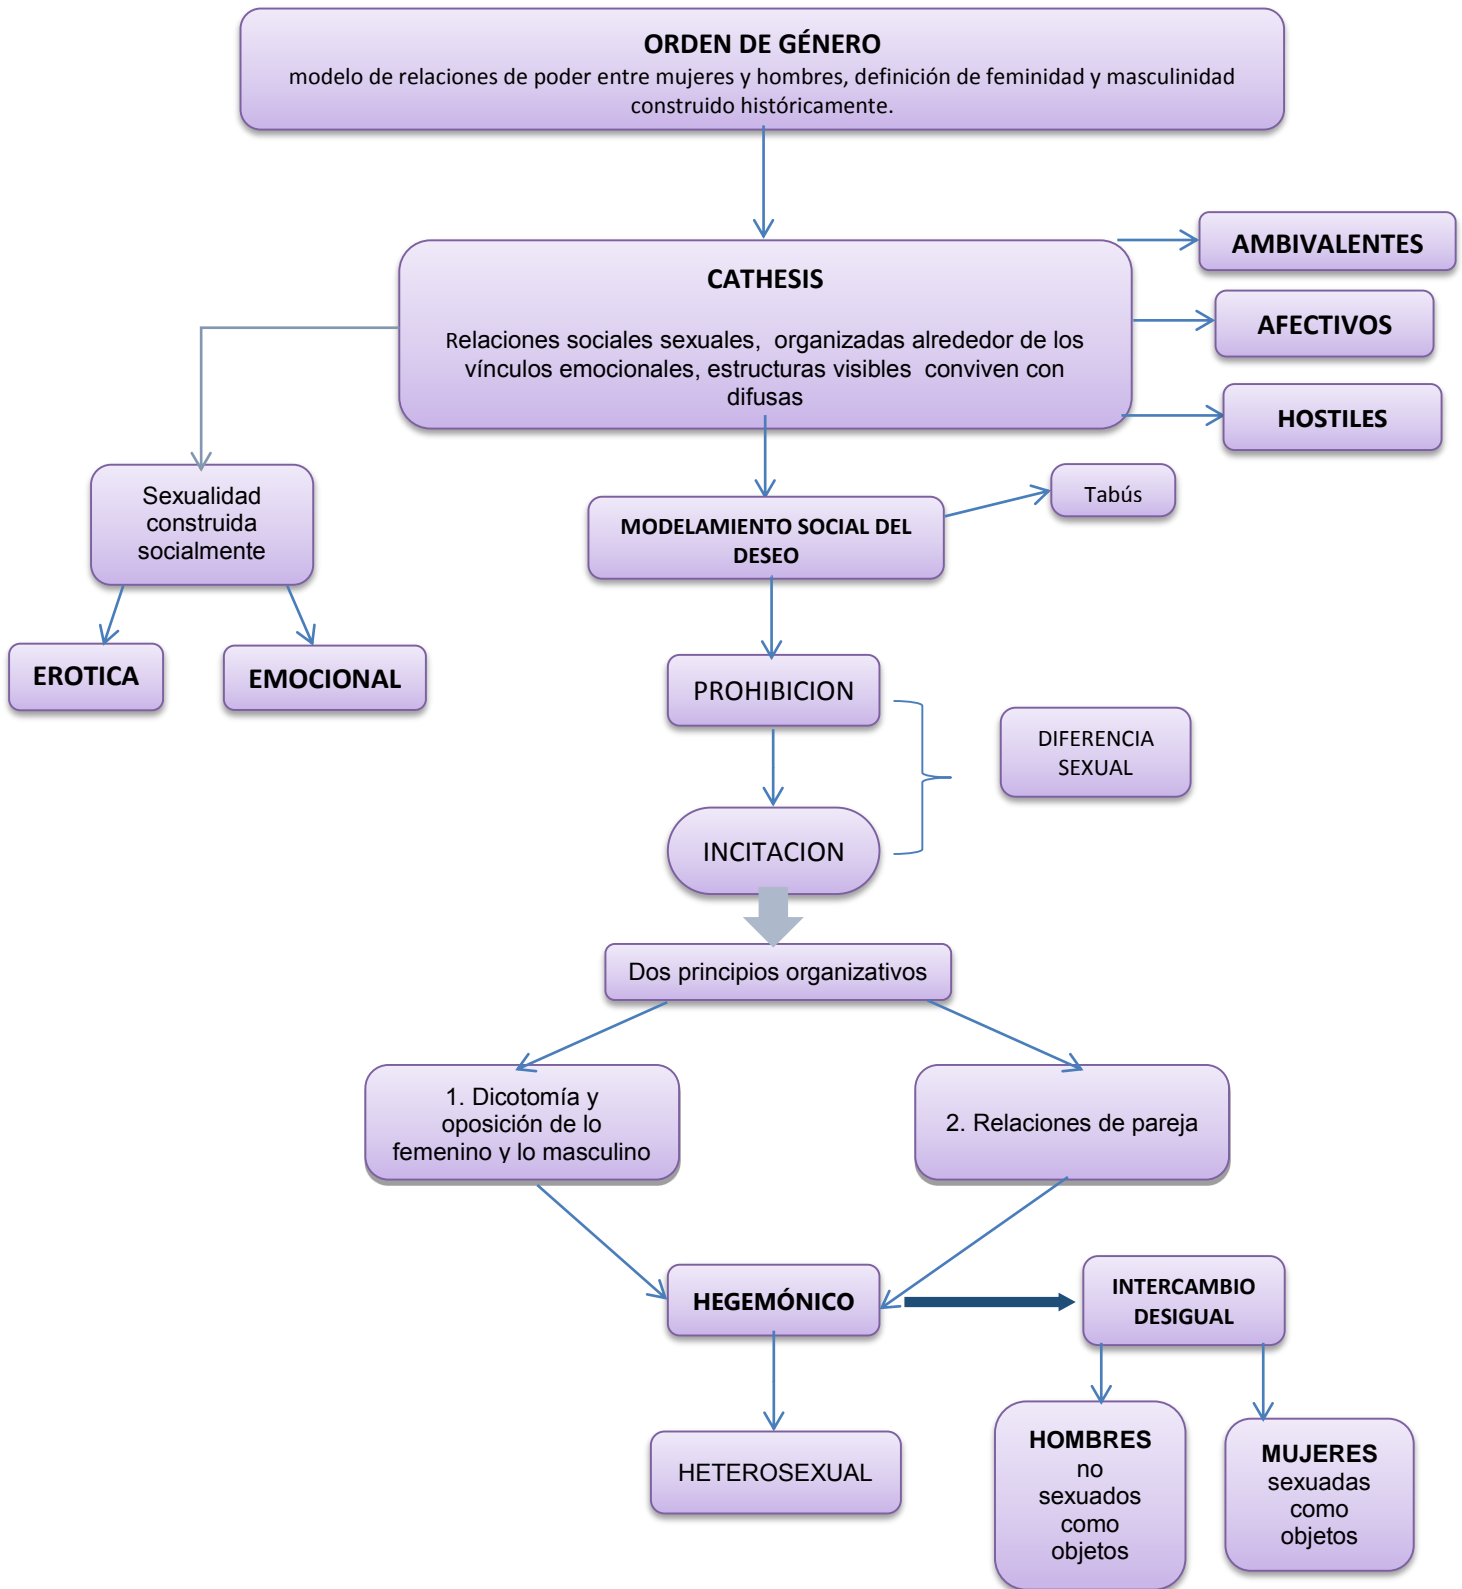 ORDEN DE GÉNERO
modelo de relaciones de poder entre mujeres y hombres, definición de feminidad y masculinidad
construido históricamente.
AMBIVALENTES
CATHESIS
AFECTIVOS
Relaciones sociales sexuales, organizadas alrededor de los
vínculos emocionales, estructuras visibles conviven con
difusas
HOSTILES
Sexualidad
construida
socialmente
Tabús
MODELAMIENTO SOCIAL DEL
DESEO
EROTICA
EMOCIONAL
PROHIBICION
DIFERENCIA
SEXUAL
INCITACION
Dos principios organizativos
1. Dicotomía y
oposición de lo
femenino y lo masculino
2. Relaciones de pareja
HEGEMÓNICO
INTERCAMBIO
DESIGUAL
HETEROSEXUAL
HOMBRES
no
sexuados
como
objetos
MUJERES
sexuadas
como
objetos